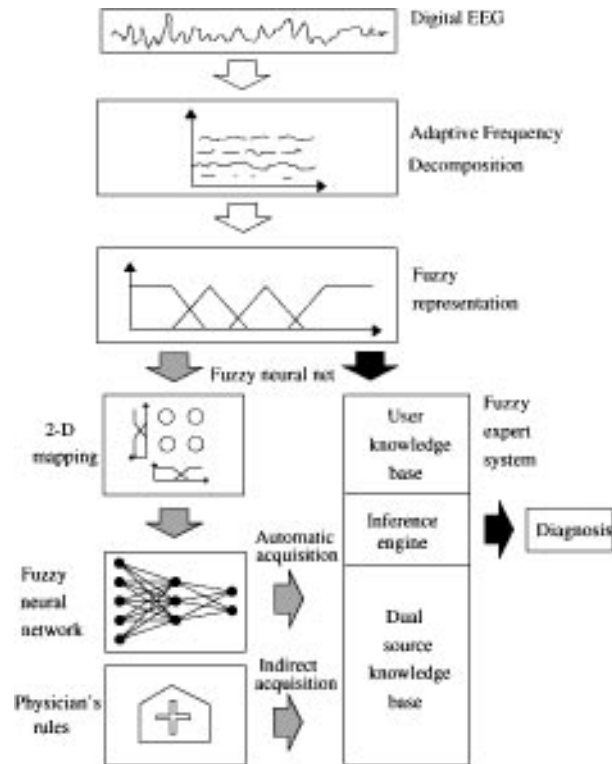 Digital EEG
Adaptive Frequency
Decomposition
Fuzzy
representation
Fuzzy neural net
2-D
mapping
User
knowledge
base
Fuzzy
expert
system
Inference
engine
Diagnosis
Automatic
acquisition
Fuzzy
neural
network
Dual
source
knowledge
base
Indirect
acquisition
Physician's
rules